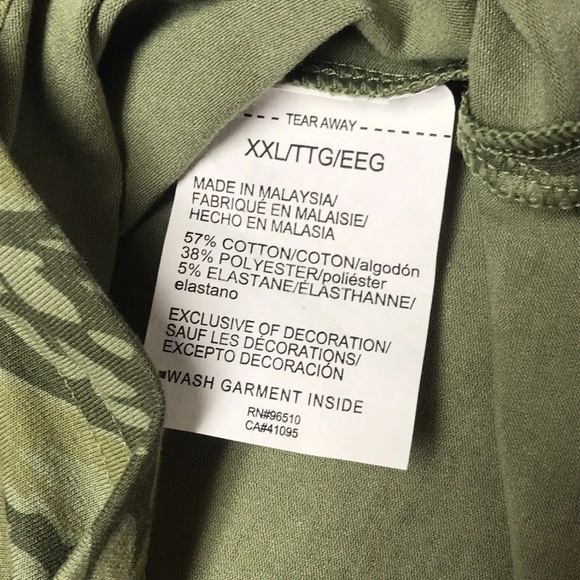 TEAR AWAY
XXL/TTG/EEG
MADE IN MALAYSIA/
FABRIQUÉ EN MALAISIE/
HECHO EN MALASIA
57% COTTON/COTON/algodón
38% POLYESTER/poliéster
5% ELASTANE/ÉLASTHANNE/
elastano
EXCLUSIVE OF DECORATION/
SAUF LES DÉCORATIONS/
EXCEPTO DECORACIÓN
WASH GARMENT INSIDE
RN#96510
CA#41095